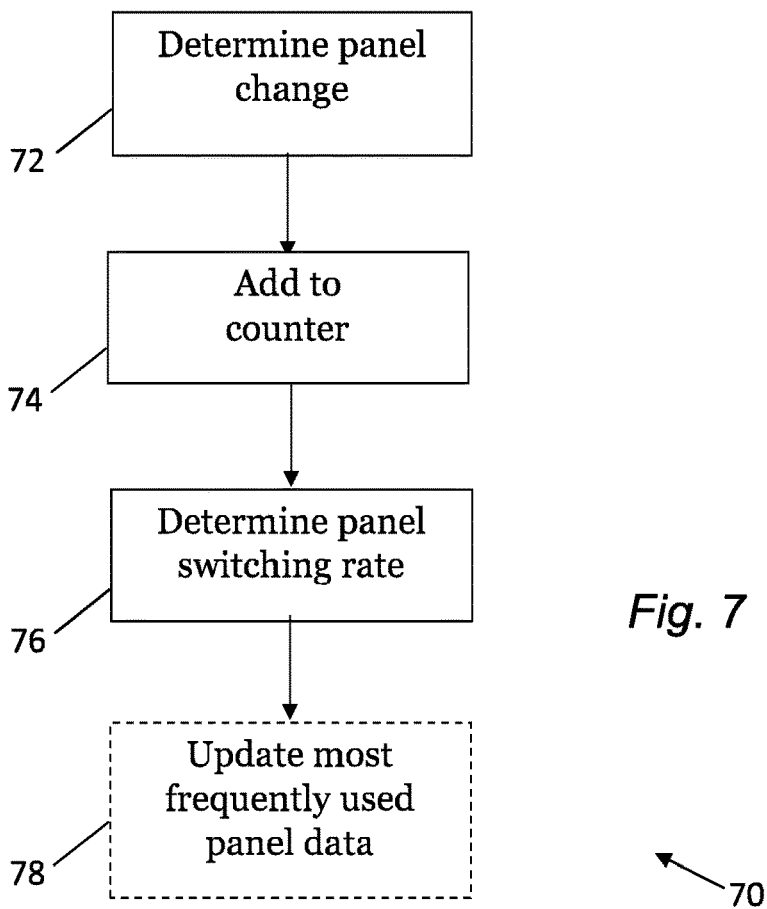 Determine panel
change
72
Add to
counter
74
Determine panel
switching rate
76
Fig. 7
Update most
frequently used
panel data
78
70